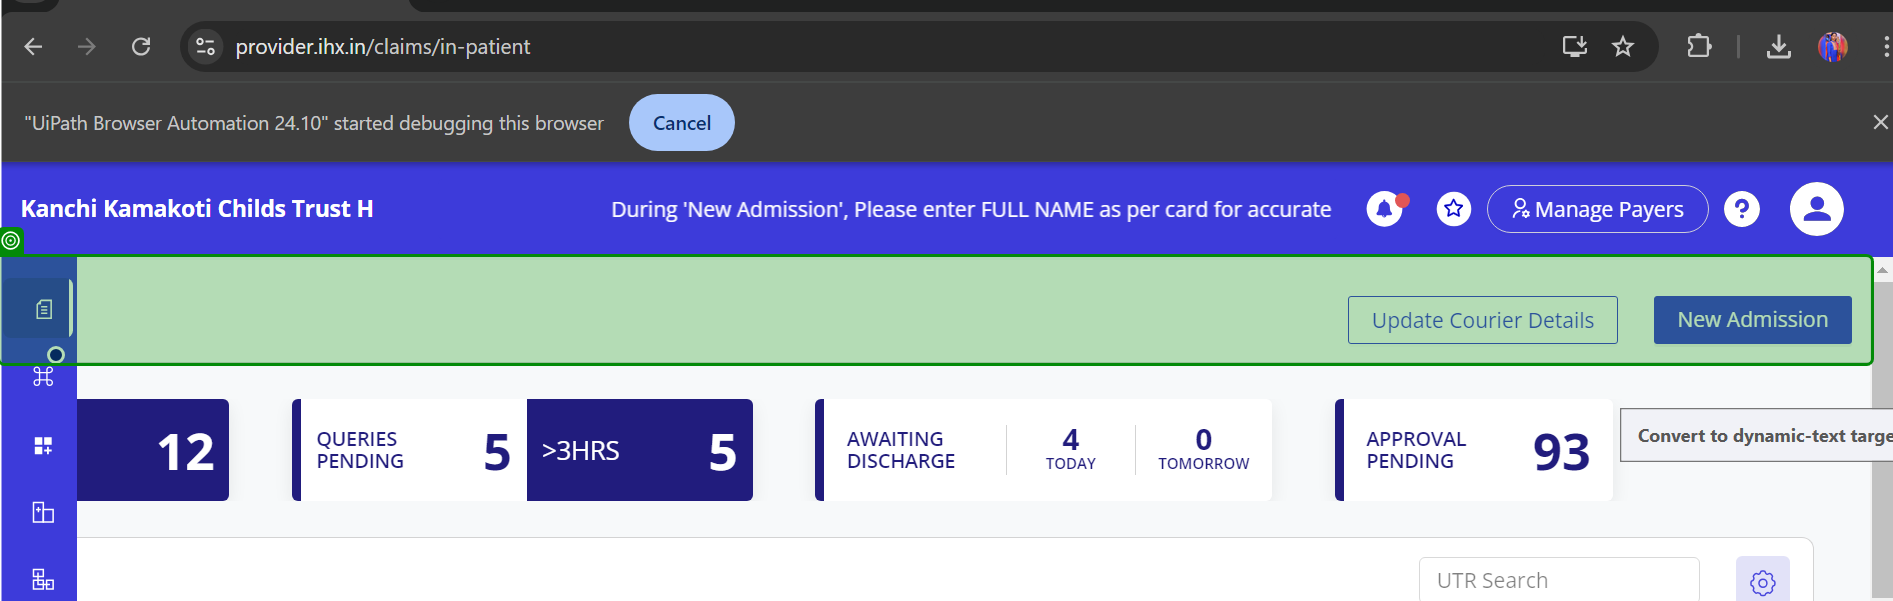 provider.ihx.in/claims/in-patient
"UiPath Browser Automation 24.10" started debugging this browser
Cancel
Kanchi Kamakoti Childs Trust H
During 'New Admission', Please enter FULL NAME as per card for accurate
Manage Payers
?
Update Courier Details
New Admission
12
QUERIES
PENDING
5
>3HRS
5
AWAITING
DISCHARGE
4
TODAY
0
TOMORROW
APPROVAL
PENDING
93
Convert to dynamic-text targe
UTR Search